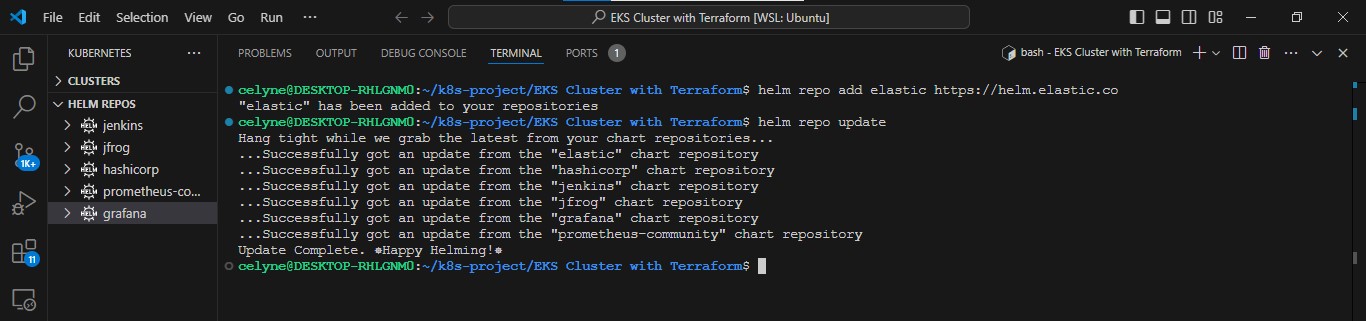 File Edit Selection View Go Run ··· EKS Cluster with Terraform [WSL: Ubuntu]
KUBERNETES ···
CLUSTERS
HELM REPOS
HELM jenkins
HELM jfrog
HELM hashicorp
HELM prometheus-co...
HELM grafana
1K+
11
PROBLEMS OUTPUT DEBUG CONSOLE TERMINAL PORTS 1 bash - EKS Cluster with Terraform
celyne@DESKTOP-RHLGNM0:~/k8s-project/EKS Cluster with Terraform$ helm repo add elastic https://helm.elastic.co
"elastic" has been added to your repositories
celyne@DESKTOP-RHLGNM0:~/k8s-project/EKS Cluster with Terraform$ helm repo update
Hang tight while we grab the latest from your chart repositories...
...Successfully got an update from the "elastic" chart repository
...Successfully got an update from the "hashicorp" chart repository
...Successfully got an update from the "jenkins" chart repository
...Successfully got an update from the "jfrog" chart repository
...Successfully got an update from the "grafana" chart repository
...Successfully got an update from the "prometheus-community" chart repository
Update Complete. ⎈Happy Helming!⎈
celyne@DESKTOP-RHLGNM0:~/k8s-project/EKS Cluster with Terraform$